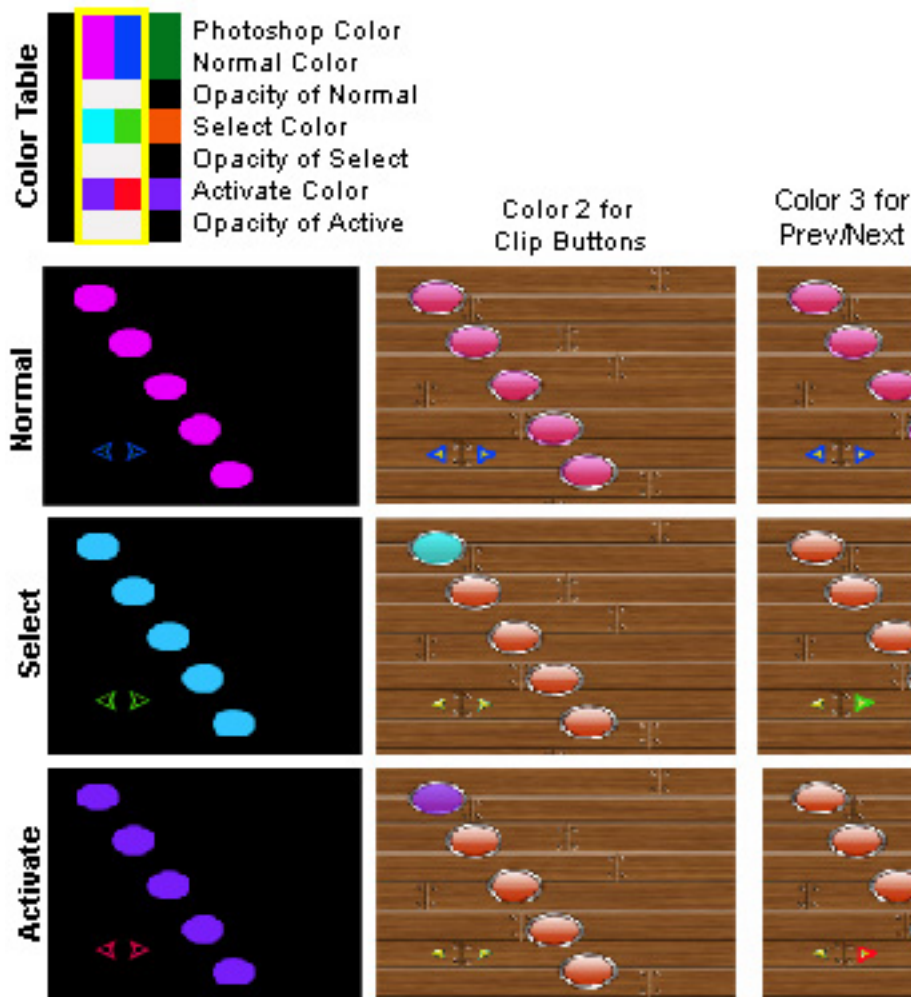 Color Table
Photoshop Color
Normal Color
Opacity of Normal
Select Color
Opacity of Select
Activate Color
Opacity of Active
Color 2 for
Clip Buttons
Color 3 for
Prev/Next
Normal
Select
Activate